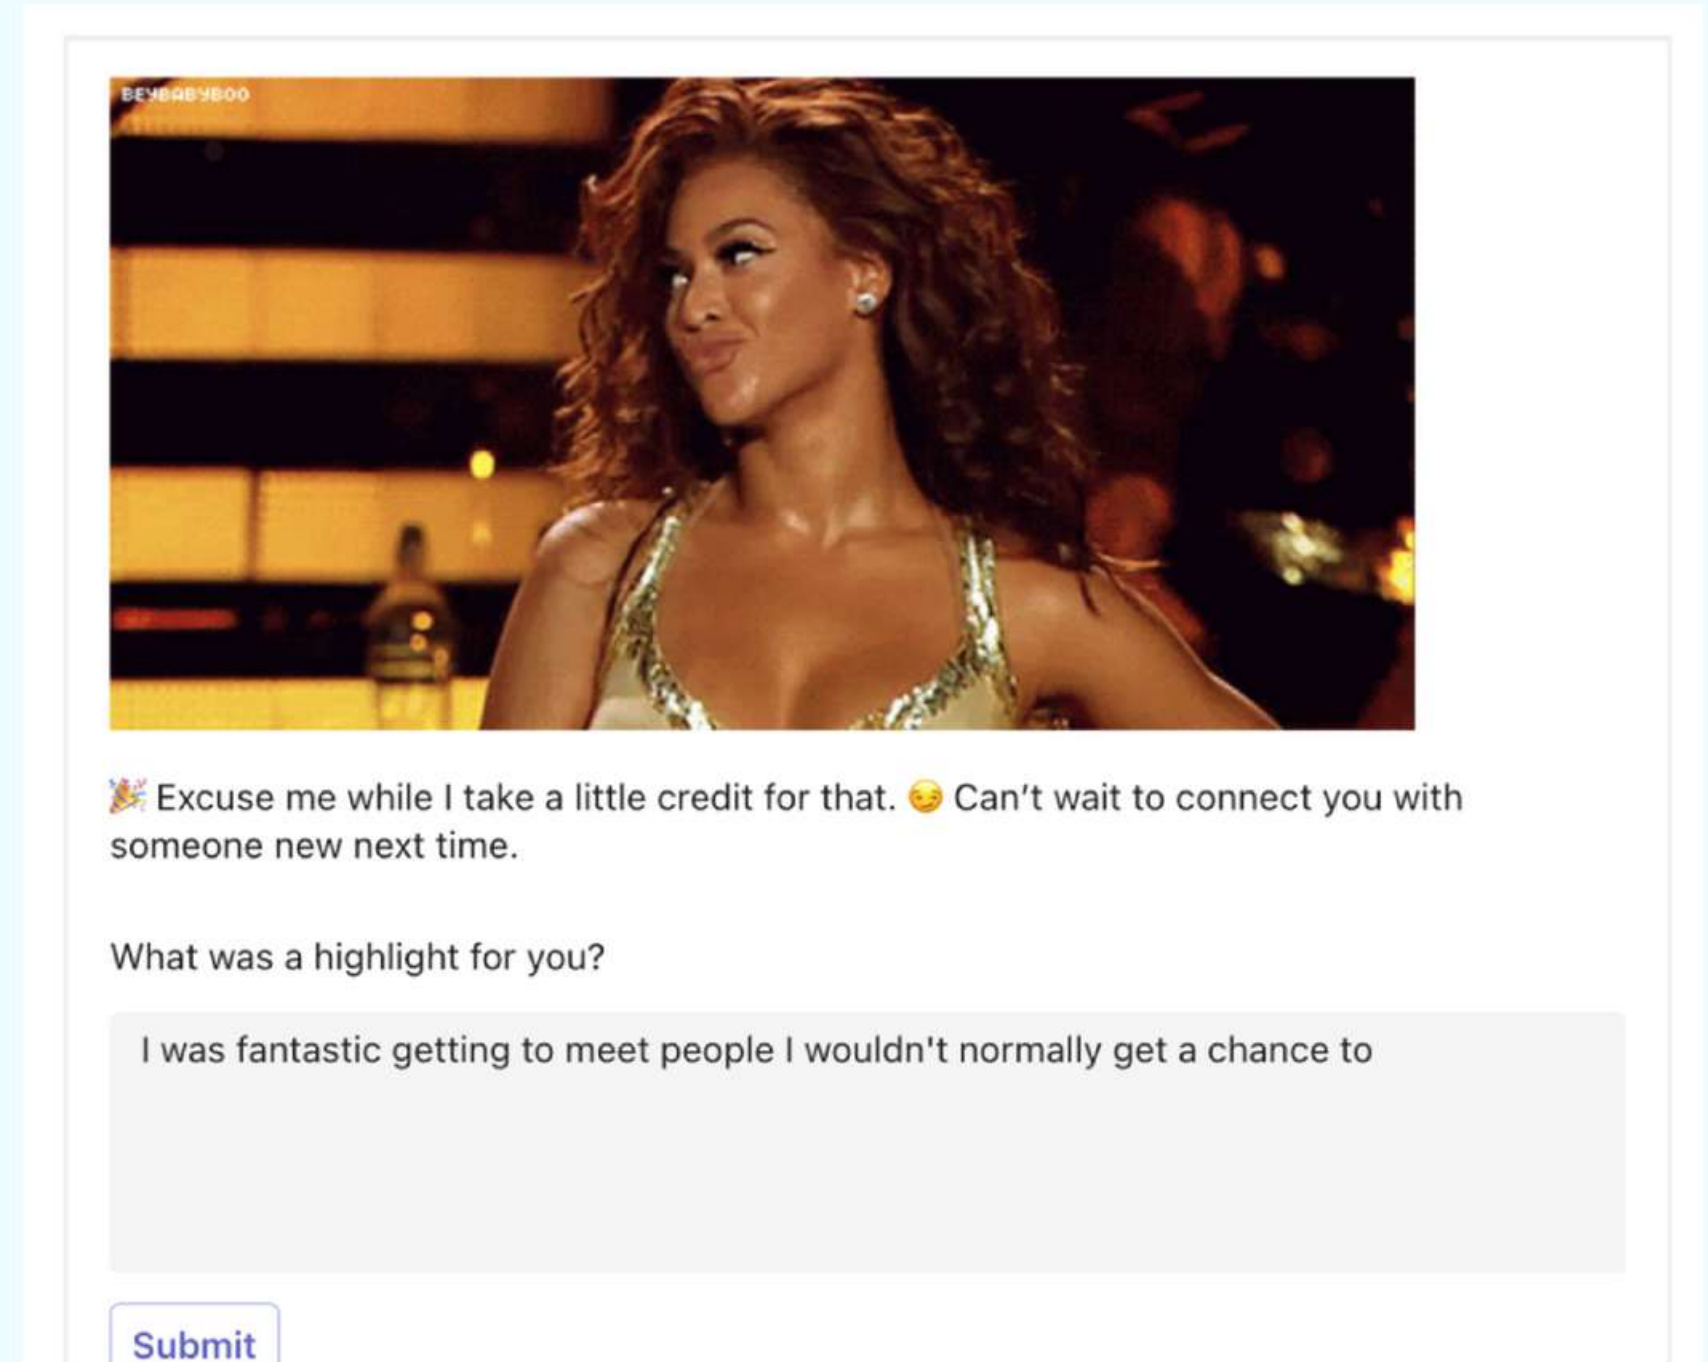 BEYBABYBOO
🎉 Excuse me while I take a little credit for that. 😏 Can't wait to connect you with
someone new next time.
What was a highlight for you?
I was fantastic getting to meet people I wouldn't normally get a chance to
Submit